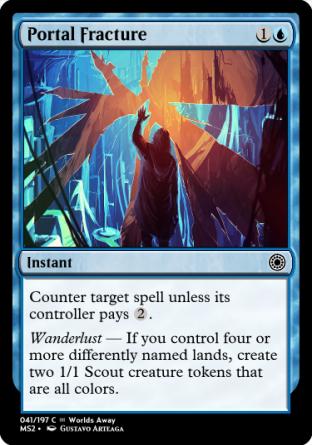 Portal Fracture 1
Instant
Counter target spell unless its
controller pays 2.
Wanderlust — If you control four or
more differently named lands, create
two 1/1 Scout creature tokens that
are all colors.
041/197 C Worlds Away
MS2 • Gustavo Arteaga